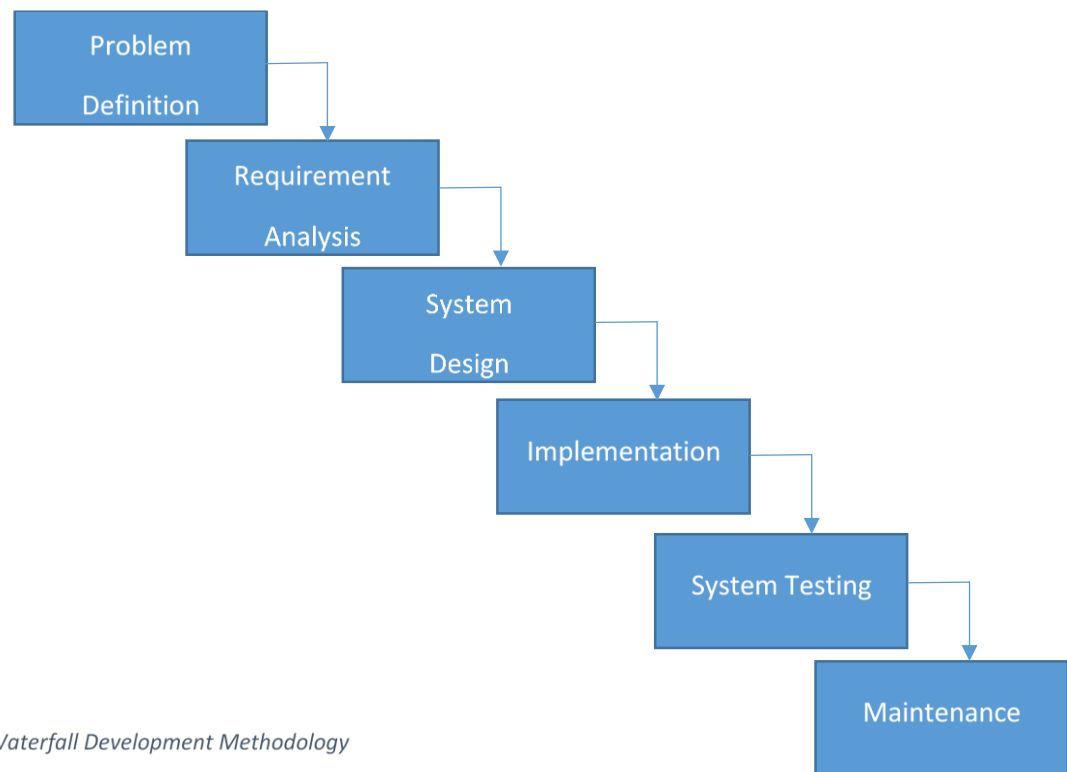 Problem
Definition
Requirement
Analysis
System
Design
Implementation
System Testing
Maintenance
Development Methodology